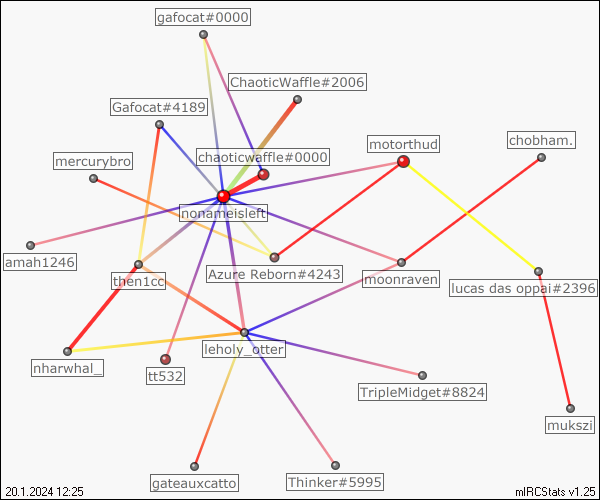 gafocat#0000
ChaoticWaffle#2006
Gafocat#4189
motorthud
chobham.
chaoticwaffle#0000
mercurybro
nonameisleft
amah1246
Azure Reborn#4243
moonraven
then1cc
lucas das oppai#2396
leholy_otter
nharwhal_
tt532
TripleMidget#8824
mukszi
gateauxcatto
Thinker#5995
20.1.2024 12:25
mIRCStats v1.25